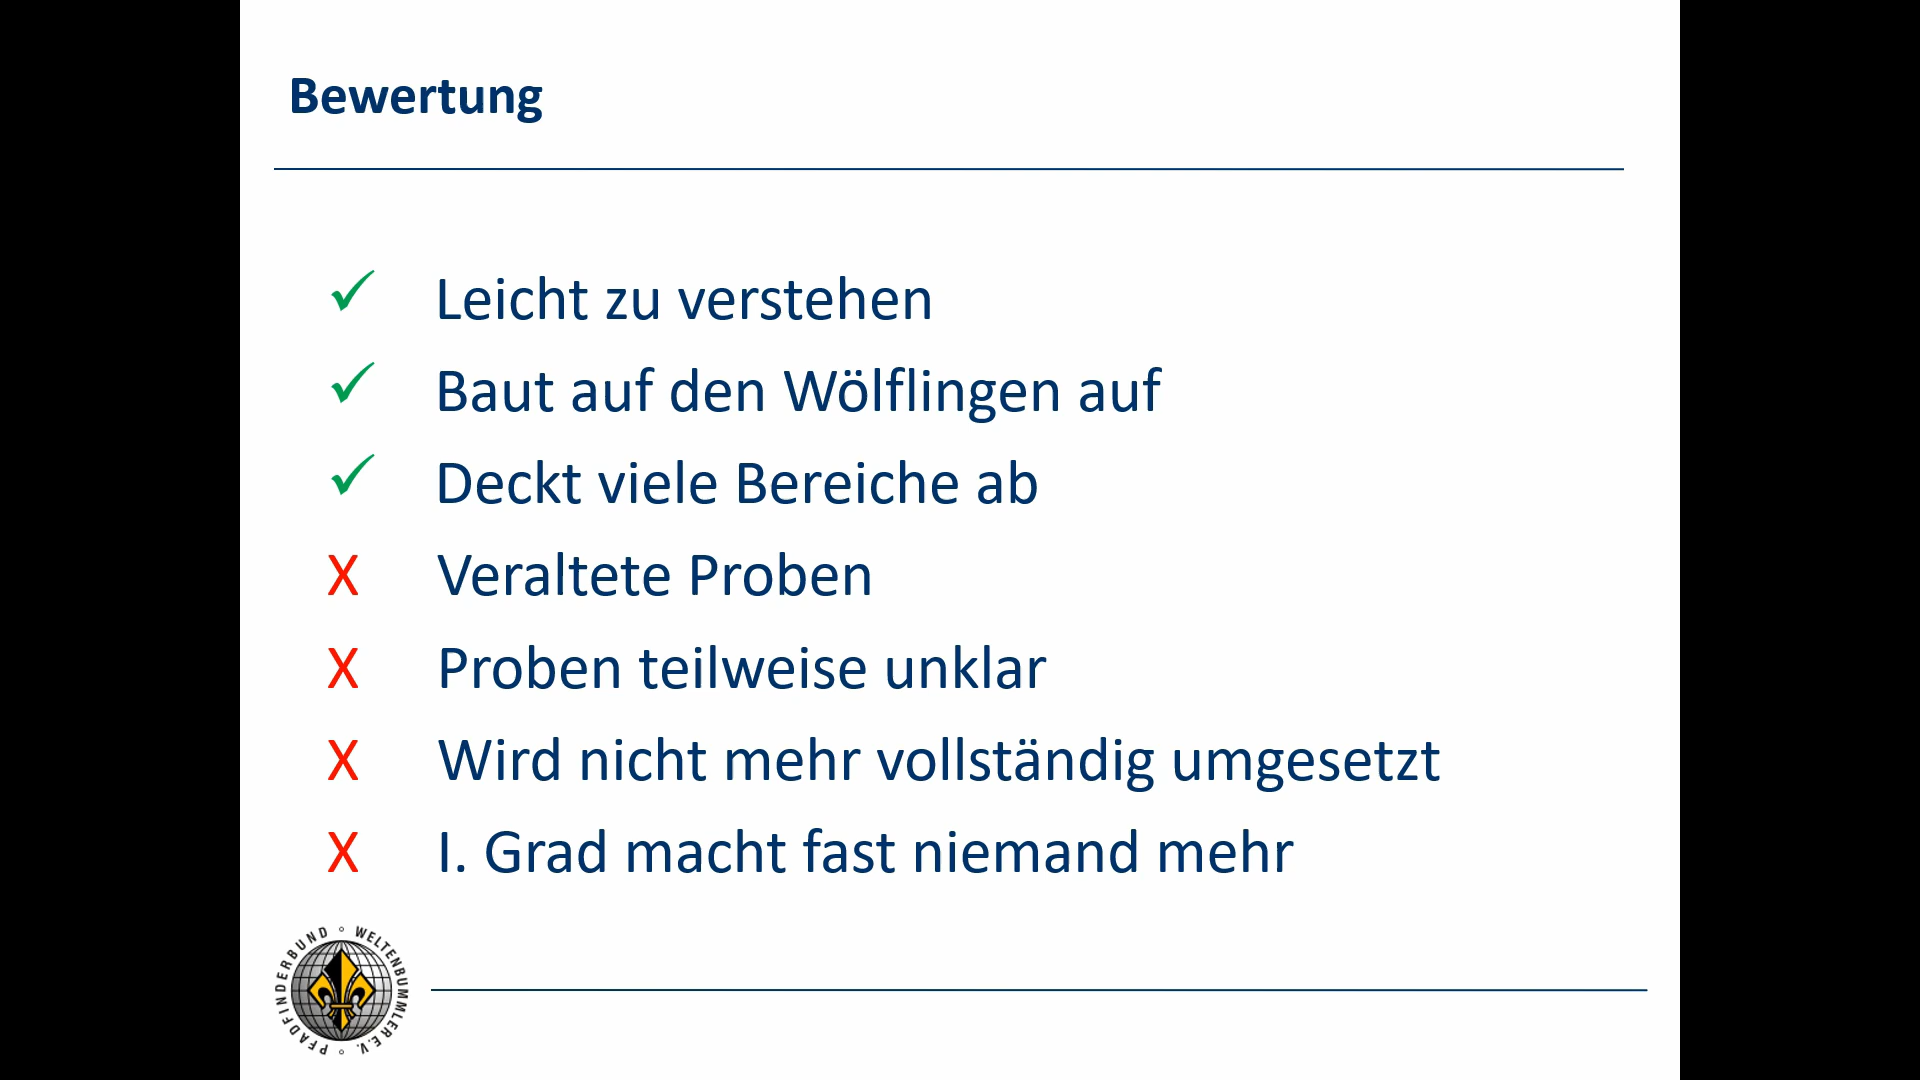 Bewertung
✓ Leicht zu verstehen
✓ Baut auf den Wölflingen auf
✓ Deckt viele Bereiche ab
X Veraltete Proben
X Proben teilweise unklar
X Wird nicht mehr vollständig umgesetzt
X I. Grad macht fast niemand mehr
PFADFINDERBUND ° WELTENBUMMLER E.V. °